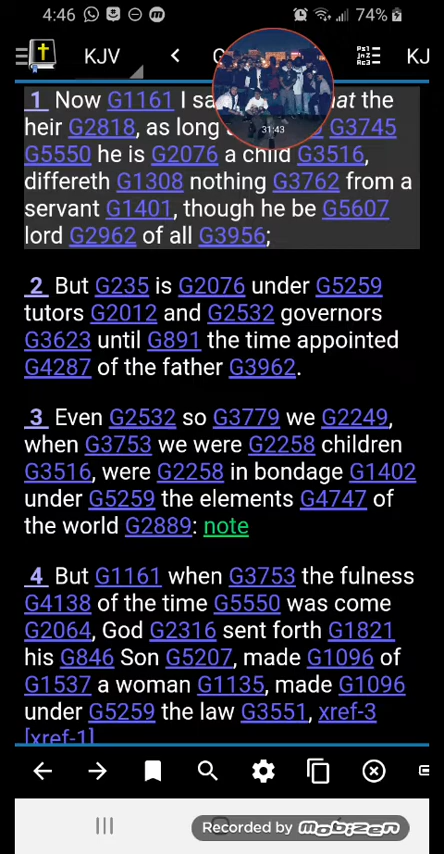 4:46 74%
KJV < G KJ
31:43
1 Now G1161 I sa at the
heir G2818, as long G3745
G5550 he is G2076 a child G3516,
differeth G1308 nothing G3762 from a
servant G1401, though he be G5607
lord G2962 of all G3956;
2 But G235 is G2076 under G5259
tutors G2012 and G2532 governors
G3623 until G891 the time appointed
G4287 of the father G3962.
3 Even G2532 so G3779 we G2249,
when G3753 we were G2258 children
G3516, were G2258 in bondage G1402
under G5259 the elements G4747 of
the world G2889: note
4 But G1161 when G3753 the fulness
G4138 of the time G5550 was come
G2064, God G2316 sent forth G1821
his G846 Son G5207, made G1096 of
G1537 a woman G1135, made G1096
under G5259 the law G3551, xref-3
[xref-1]
Recorded by Mobizen